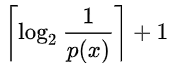 ⌈log₂ 1/p(x)⌉ + 1